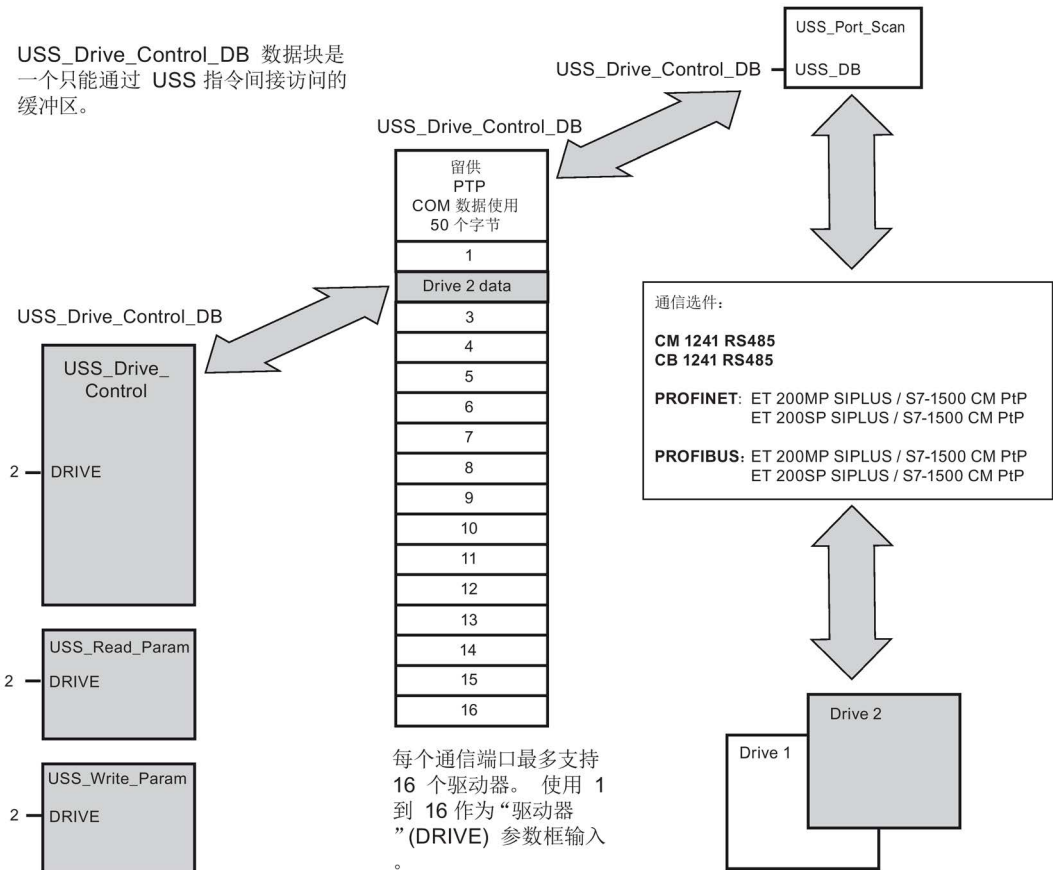 USS_Drive_Control_DB 数据块是
一个只能通过 USS 指令间接访问的
缓冲区。
USS_Port_Scan
USS_Drive_Control_DB
USS_DB
USS_Drive_Control_DB
留供
PTP
COM 数据使用
50 个字节
1
Drive 2 data
3
4
5
6
7
8
9
10
11
12
13
14
15
16
每个通信端口最多支持
16 个驱动器。 使用 1
到 16 作为“驱动器
”(DRIVE) 参数框输入
。
USS_Drive_Control_DB
USS_Drive_
Control
2
DRIVE
USS_Read_Param
2
DRIVE
USS_Write_Param
2
DRIVE
通信选件：
CM 1241 RS485
CB 1241 RS485
PROFINET: ET 200MP SIPLUS / S7-1500 CM PtP
ET 200SP SIPLUS / S7-1500 CM PtP
PROFIBUS: ET 200MP SIPLUS / S7-1500 CM PtP
ET 200SP SIPLUS / S7-1500 CM PtP
Drive 2
Drive 1